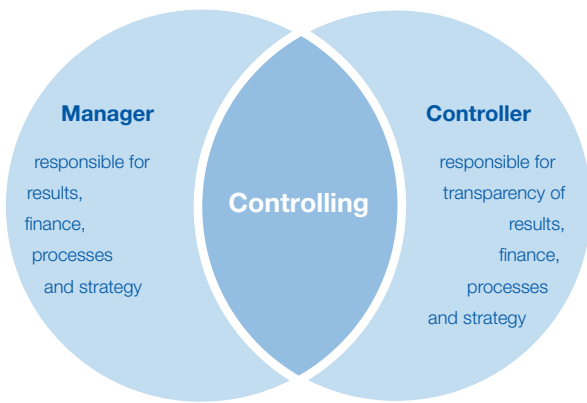 Manager
responsible for
results,
finance,
processes
and strategy
Controlling
Controller
responsible for
transparency of
results,
finance,
processes
and strategy